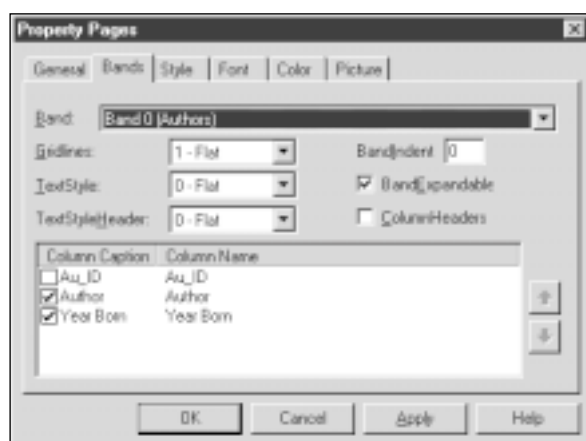 Property Pages
General Bands Style Font Color Picture
Band: Band 0 (Authors)
Gridlines: 1 - Flat BandIndent 0
TextStyle: 0 - Flat BandExpandable
TextStyleHeader: 0 - Flat ColumnHeaders
Column Caption Column Name
Au_ID Au_ID
Author Author
Year Born Year Born
OK Cancel Apply Help